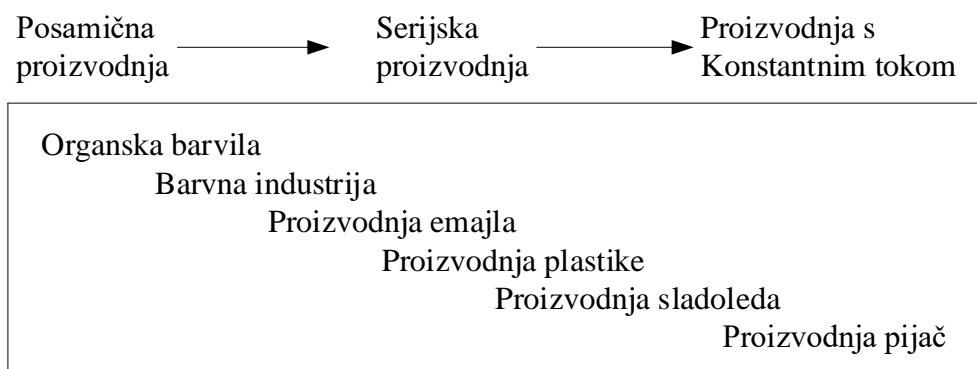 Posamična
proizvodnja
Serijska
proizvodnja
Proizvodnja s
Konstantnim tokom
Organska barvila
Barvna industrija
Proizvodnja emajla
Proizvodnja plastike
Proizvodnja sladoleda
Proizvodnja pijač